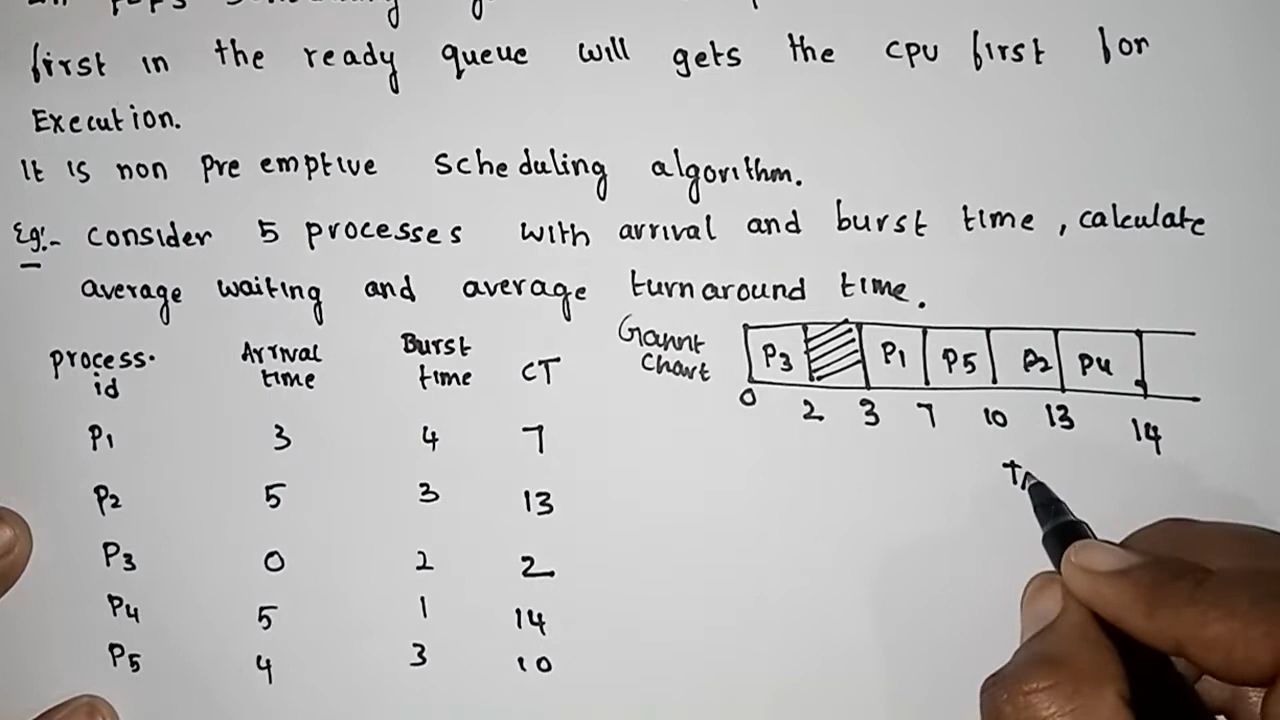 first in the ready queue will gets the cpu first for
Execution.
It is non Pre emptive scheduling algorithm.
Eg:- consider 5 processes with arrival and burst time, calculate
average waiting and average turnaround time.
process. id Arrival time Burst time CT
P1 3 4 7
P2 5 3 13
P3 0 2 2
P4 5 1 14
P5 4 3 10
Gannt chart
P3 P1 P5 P2 P4
0 2 3 7 10 13 14